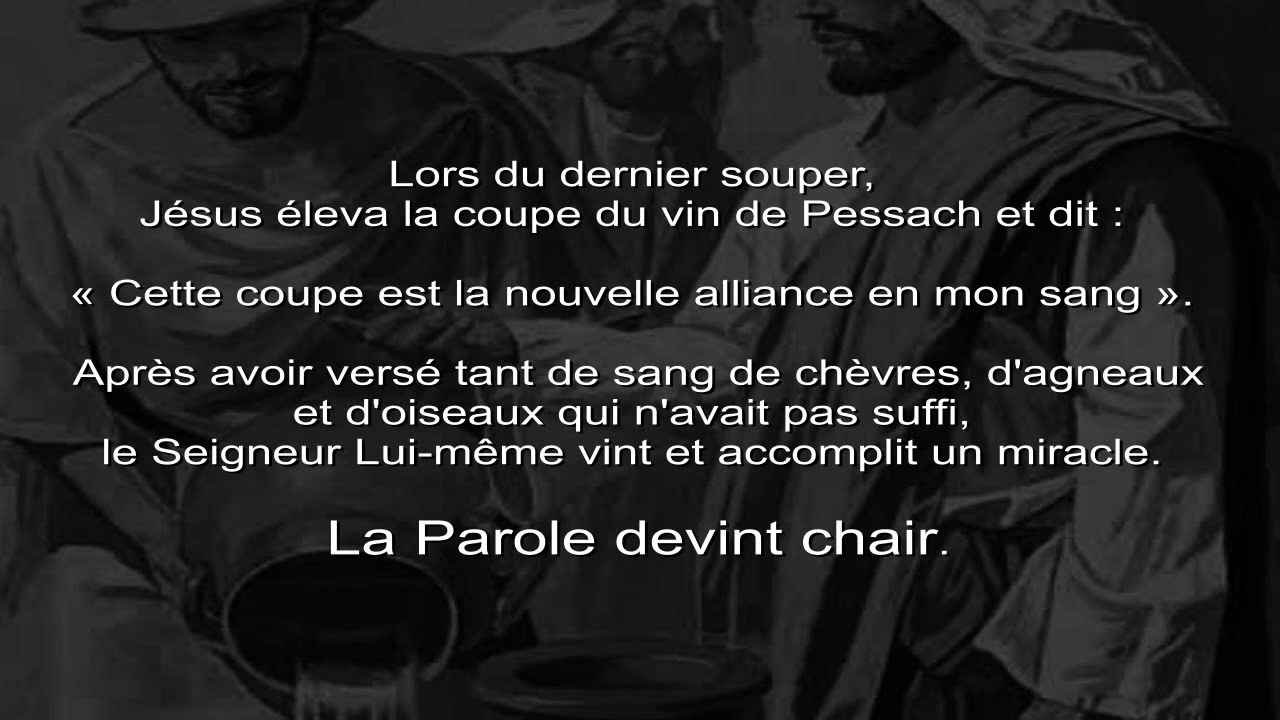 Lors du dernier souper,
Jésus éleva la coupe du vin de Pessach et dit :
« Cette coupe est la nouvelle alliance en mon sang ».
Après avoir versé tant de sang de chèvres, d'agneaux
et d'oiseaux qui n'avait pas suffi,
le Seigneur Lui-même vint et accomplit un miracle.
La Parole devint chair.